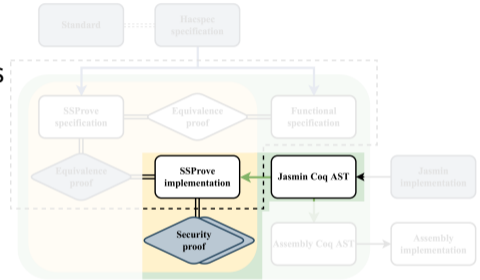 Standard
Hacspec
specification
s
SSProve
specification
Equivalence
proof
Functional
specification
Equivalence
proof
SSProve
implementation
Jasmin Coq AST
Jasmin
implementation
Security
proof
Assembly Coq AST
Assembly
implementation